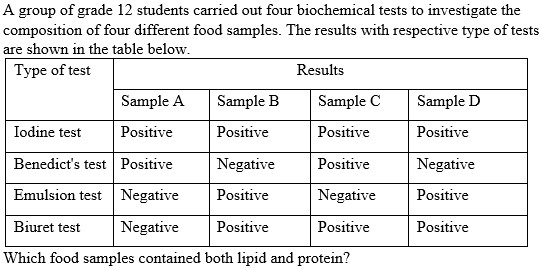 A group of grade 12 students carried out four biochemical tests to investigate the
composition of four different food samples. The results with respective type of tests
are shown in the table below.
Type of test Results
Sample A Sample B Sample C Sample D
Iodine test Positive Positive Positive Positive
Benedict's test Positive Negative Positive Negative
Emulsion test Negative Positive Negative Positive
Biuret test Negative Positive Positive Positive
Which food samples contained both lipid and protein?